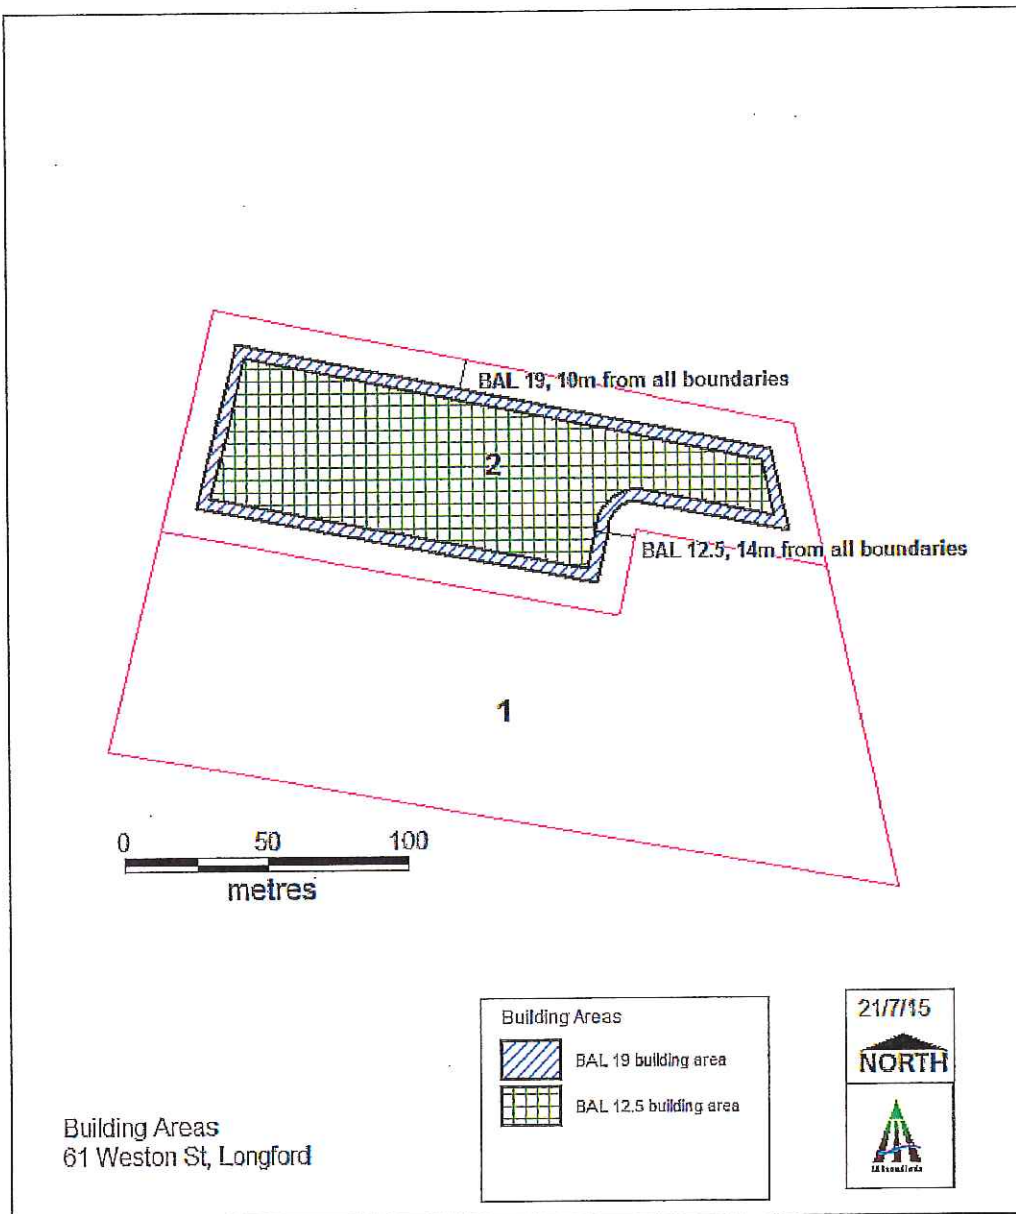 BAL 19, 10m from all boundaries
2
BAL 12.5, 14m from all boundaries
1
0 50 100
metres
Building Areas
BAL 19 building area
BAL 12.5 building area
21/7/15
NORTH
Building Areas
61 Weston St, Longford